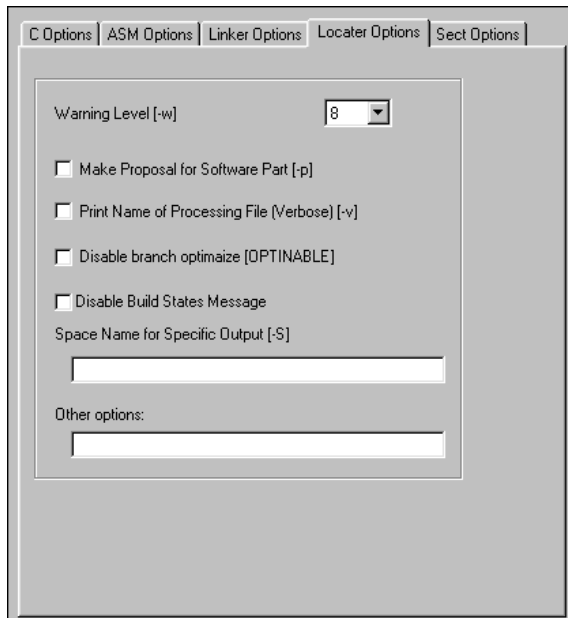 C Options ASM Options Linker Options Locater Options Sect Options
Warning Level [-w] 8
Make Proposal for Software Part [-p]
Print Name of Processing File (Verbose) [-v]
Disable branch optimaize [OPTINABLE]
Disable Build States Message
Space Name for Specific Output [-S]
Other options: